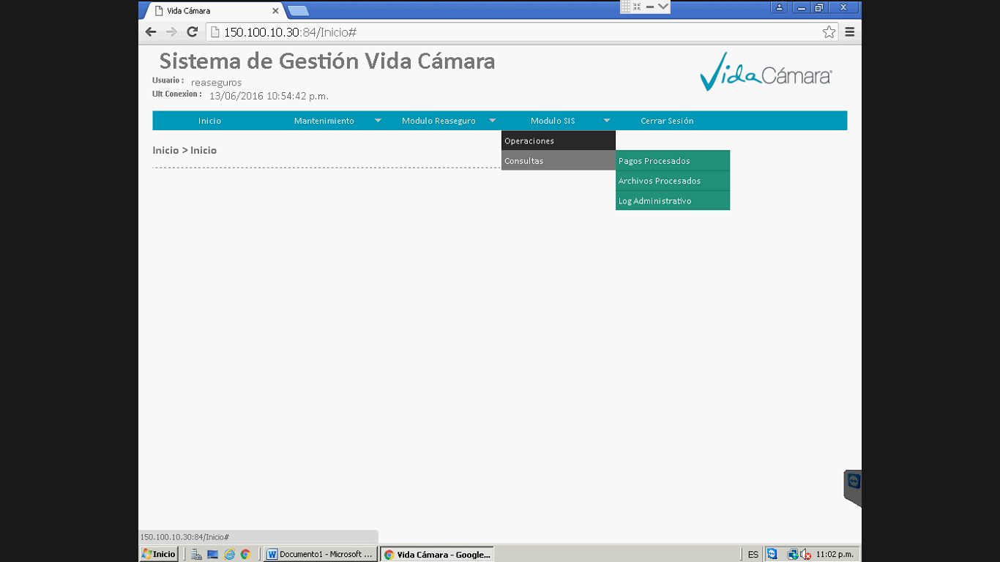 Vida Cámara
150.100.10.30:84/Inicio#
Sistema de Gestión Vida Cámara
Vida Cámara
Usuario : reaseguros
Ult Conexion : 13/06/2016 10:54:42 p.m.
Inicio Mantenimiento Modulo Reaseguro Modulo SIS Cerrar Sesión
Operaciones
Inicio > Inicio
Consultas Pagos Procesados
Archivos Procesados
Log Administrativo
150.100.10.30:84/Inicio#
Inicio Documento1 - Microsoft ... Vida Cámara - Google... ES 11:02 p.m.